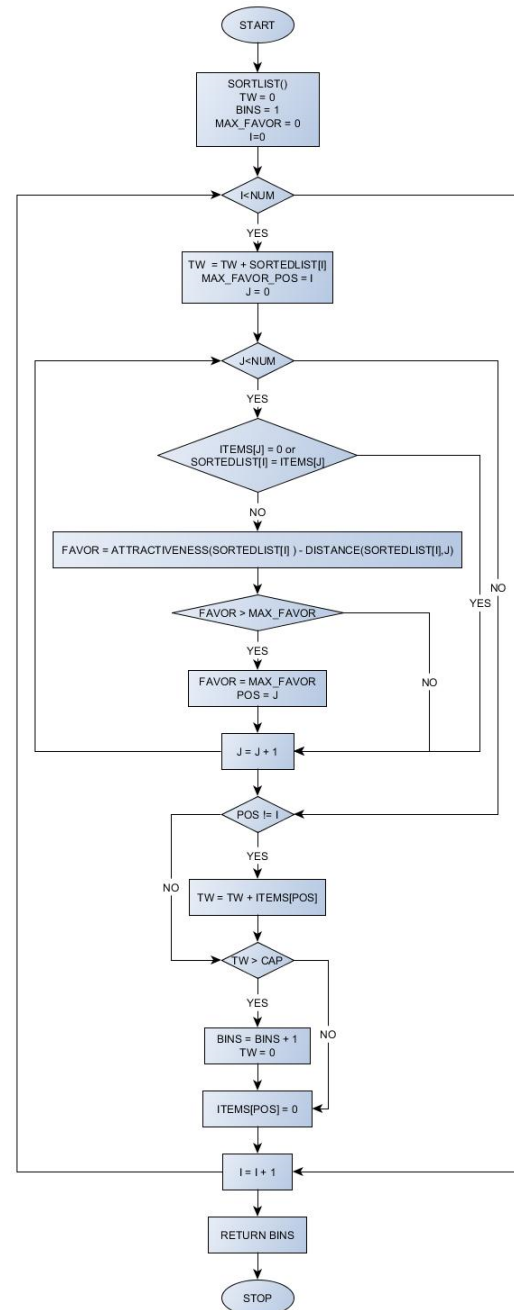 START
SORTLIST()
TW = 0
BINS = 1
MAX_FAVOR = 0
I=0
I<NUM
YES
TW = TW + SORTEDLIST[I]
MAX_FAVOR_POS = I
J = 0
J<NUM
YES
ITEMS[J] = 0 or
SORTEDLIST[I] = ITEMS[J]
NO
FAVOR = ATTRACTIVENESS(SORTEDLIST[I] ) - DISTANCE(SORTEDLIST[I],J)
NO
YES
FAVOR > MAX_FAVOR
YES
NO
FAVOR = MAX_FAVOR
POS = J
J = J + 1
POS != I
YES
NO
TW = TW + ITEMS[POS]
TW > CAP
YES
NO
BINS = BINS + 1
TW = 0
ITEMS[POS] = 0
I = I + 1
RETURN BINS
STOP